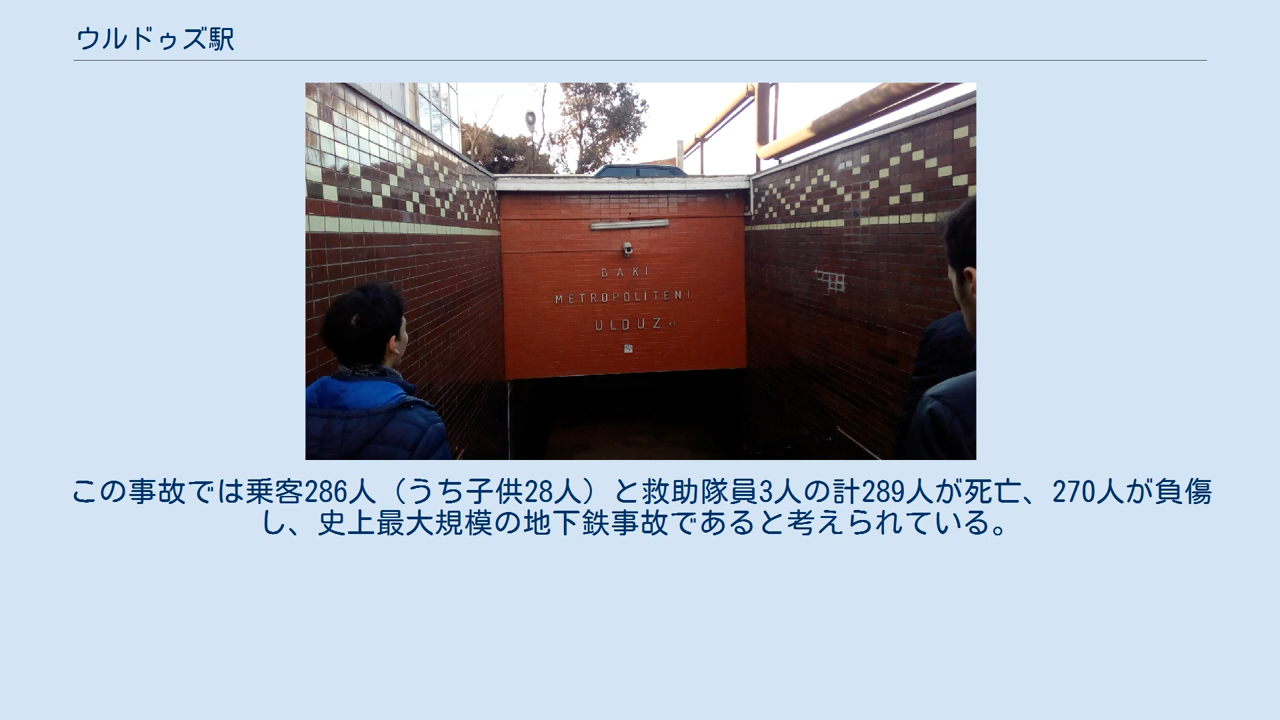 ウルドゥズ駅
BAKI
METROPOLİTENİ
ULDUZ
この事故では乗客286人（うち子供28人）と救助隊員3人の計289人が死亡、270人が負傷
し、史上最大規模の地下鉄事故であると考えられている。